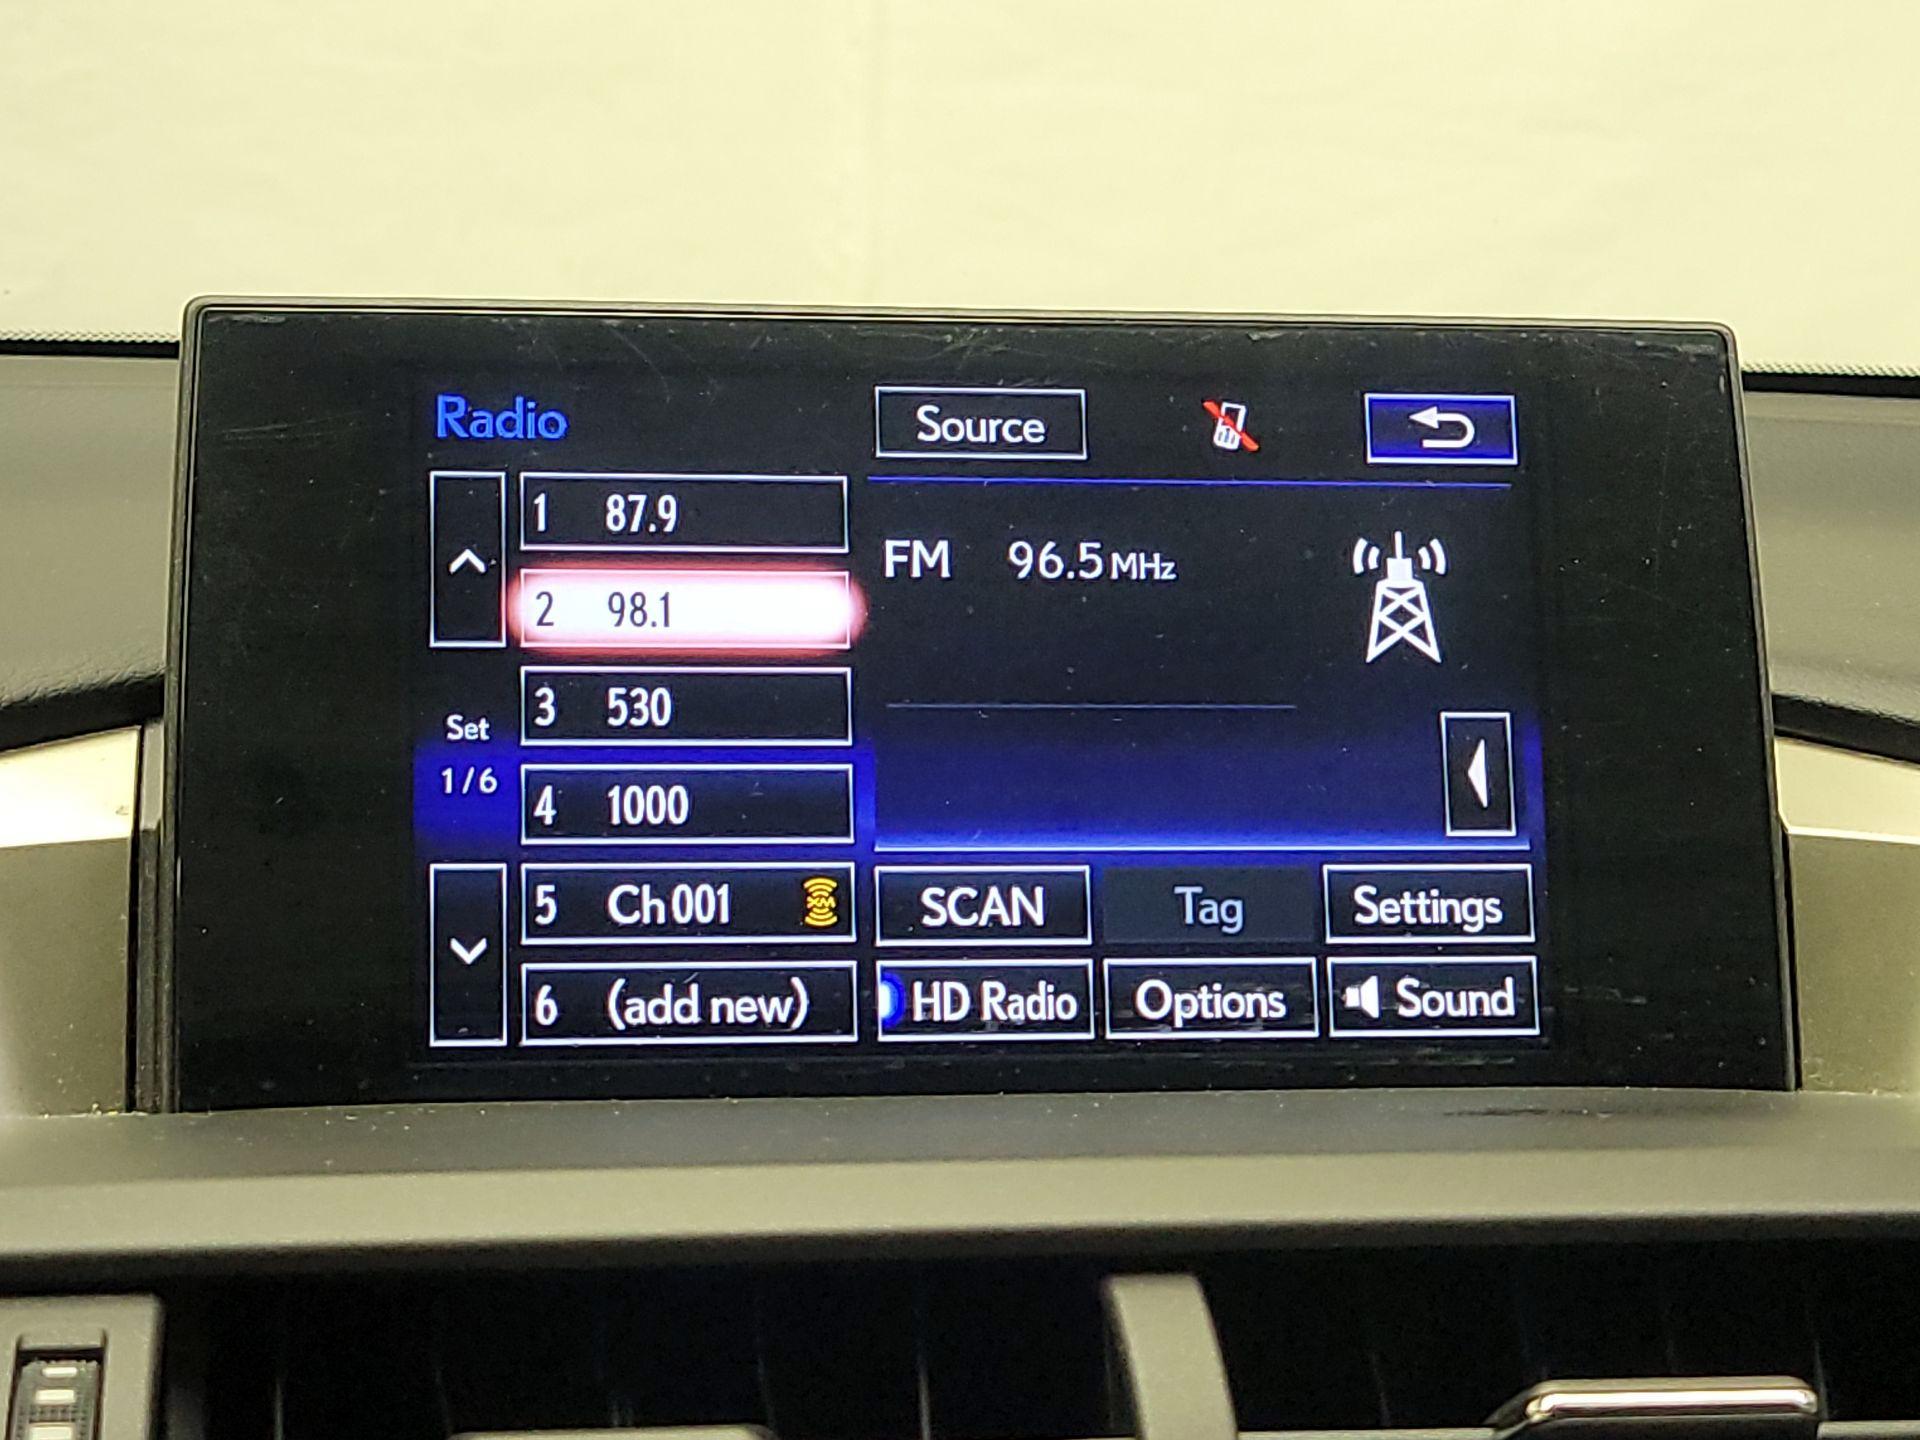 Radio
Source
1 87.9
2 98.1
3 530
4 1000
5 Ch 001 XM
6 (add new)
Set
1/6
FM 96.5 MHz
SCAN
Tag
Settings
HD Radio
Options
Sound